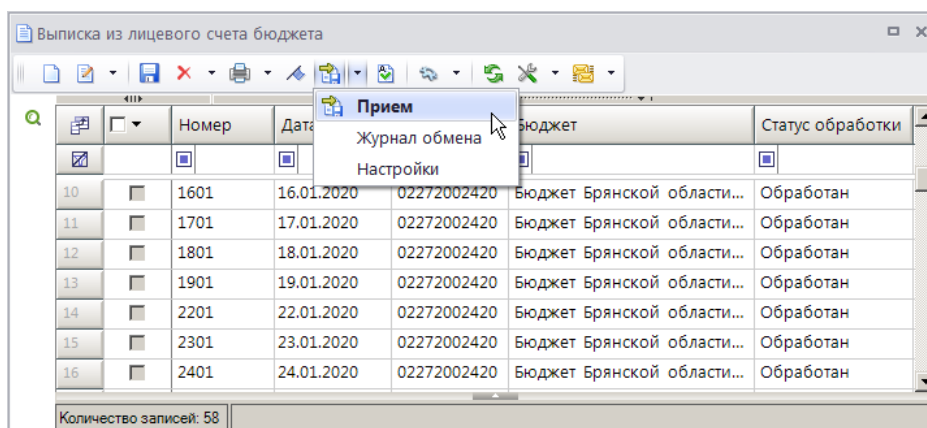 Выписка из лицевого счета бюджета
Прием
Журнал обмена
Настройки
Номер Дата Бюджет Статус обработки
10 1601 16.01.2020 02272002420 Бюджет Брянской области... Обработан
11 1701 17.01.2020 02272002420 Бюджет Брянской области... Обработан
12 1801 18.01.2020 02272002420 Бюджет Брянской области... Обработан
13 1901 19.01.2020 02272002420 Бюджет Брянской области... Обработан
14 2201 22.01.2020 02272002420 Бюджет Брянской области... Обработан
15 2301 23.01.2020 02272002420 Бюджет Брянской области... Обработан
16 2401 24.01.2020 02272002420 Бюджет Брянской области... Обработан
Количество записей: 58